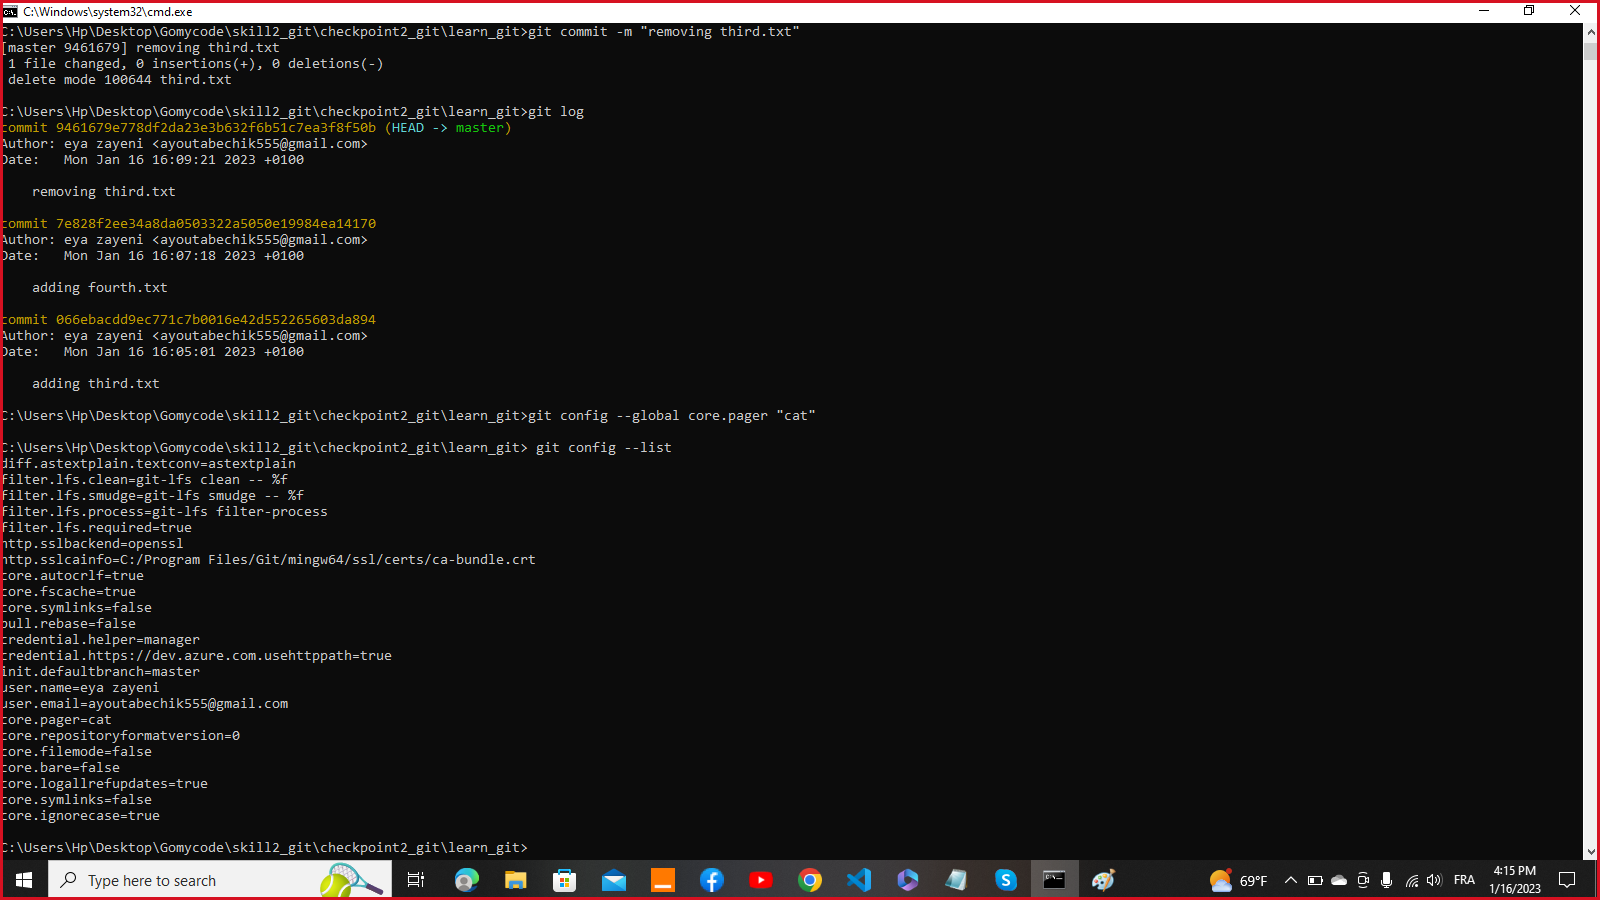 C:\Windows\system32\cmd.exe
C:\Users\Hp\Desktop\Gomycode\skill2_git\checkpoint2_git\learn_git>git commit -m "removing third.txt"
[master 9461679] removing third.txt
 1 file changed, 0 insertions(+), 0 deletions(-)
 delete mode 100644 third.txt
C:\Users\Hp\Desktop\Gomycode\skill2_git\checkpoint2_git\learn_git>git log
commit 9461679e778df2da23e3b632f6b51c7ea3f8f50b (HEAD -> master)
Author: eya zayeni <ayoutabechik555@gmail.com>
Date:   Mon Jan 16 16:09:21 2023 +0100
    removing third.txt
commit 7e828f2ee34a8da0503322a5050e19984ea14170
Author: eya zayeni <ayoutabechik555@gmail.com>
Date:   Mon Jan 16 16:07:18 2023 +0100
    adding fourth.txt
commit 066ebacdd9ec771c7b0016e42d552265603da894
Author: eya zayeni <ayoutabechik555@gmail.com>
Date:   Mon Jan 16 16:05:01 2023 +0100
    adding third.txt
C:\Users\Hp\Desktop\Gomycode\skill2_git\checkpoint2_git\learn_git>git config --global core.pager "cat"
C:\Users\Hp\Desktop\Gomycode\skill2_git\checkpoint2_git\learn_git> git config --list
diff.astextplain.textconv=astextplain
filter.lfs.clean=git-lfs clean -- %f
filter.lfs.smudge=git-lfs smudge -- %f
filter.lfs.process=git-lfs filter-process
filter.lfs.required=true
http.sslbackend=openssl
http.sslcainfo=C:/Program Files/Git/mingw64/ssl/certs/ca-bundle.crt
core.autocrlf=true
core.fscache=true
core.symlinks=false
pull.rebase=false
credential.helper=manager
credential.https://dev.azure.com.usehttppath=true
init.defaultbranch=master
user.name=eya zayeni
user.email=ayoutabechik555@gmail.com
core.pager=cat
core.repositoryformatversion=0
core.filemode=false
core.bare=false
core.logallrefupdates=true
core.symlinks=false
core.ignorecase=true
C:\Users\Hp\Desktop\Gomycode\skill2_git\checkpoint2_git\learn_git>
Type here to search
69°F
FRA
4:15 PM
1/16/2023